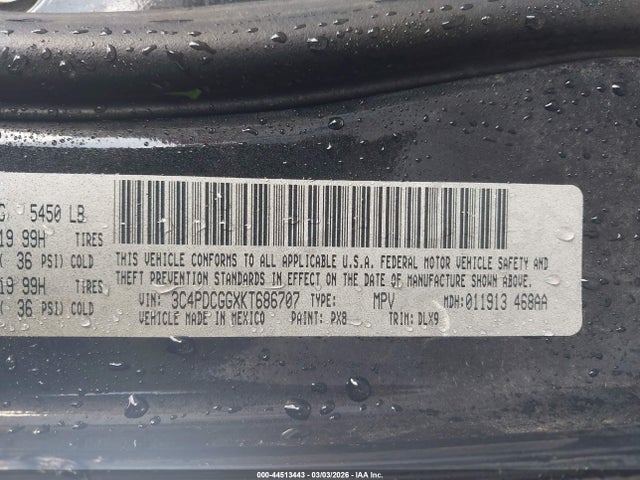 5450 LB
19 99H TIRES
( 36 PSI) COLD
19 99H TIRES
( 36 PSI) COLD
THIS VEHICLE CONFORMS TO ALL APPLICABLE U.S.A. FEDERAL MOTOR VEHICLE SAFETY AND
THEFT PREVENTION STANDARDS IN EFFECT ON THE DATE OF MANUFACTURE SHOWN ABOVE.
VIN: 3C4PDCGGXKT686707 TYPE: MPV MDH: 011913 468AA
VEHICLE MADE IN MEXICO PAINT: PX8 TRIM: DLX9
000-44513443 - 03/03/2026 - © IAA Inc.